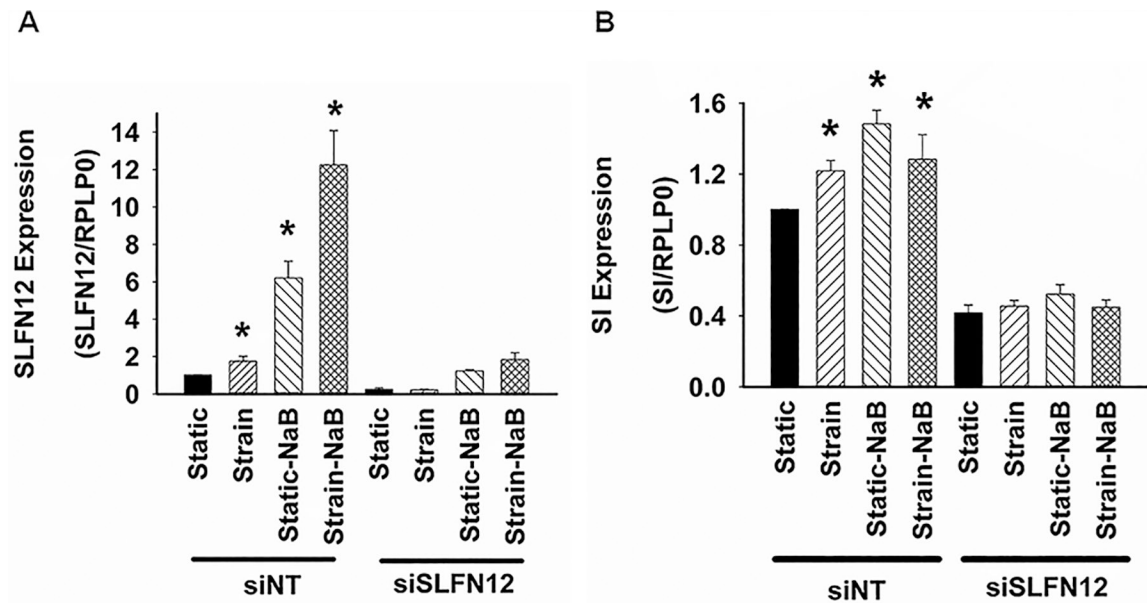 A
SLFN12 Expression
(SLFN12/RPLP0)
14
12
10
8
6
4
2
0
*
*
*
Static
Strain
Static-NaB
Strain-NaB
Static
Strain
Static-NaB
Strain-NaB
siNT
siSLFN12
B
SI Expression
(SI/RPLP0)
1.6
1.2
0.8
0.4
0.0
*
*
*
Static
Strain
Static-NaB
Strain-NaB
Static
Strain
Static-NaB
Strain-NaB
siNT
siSLFN12